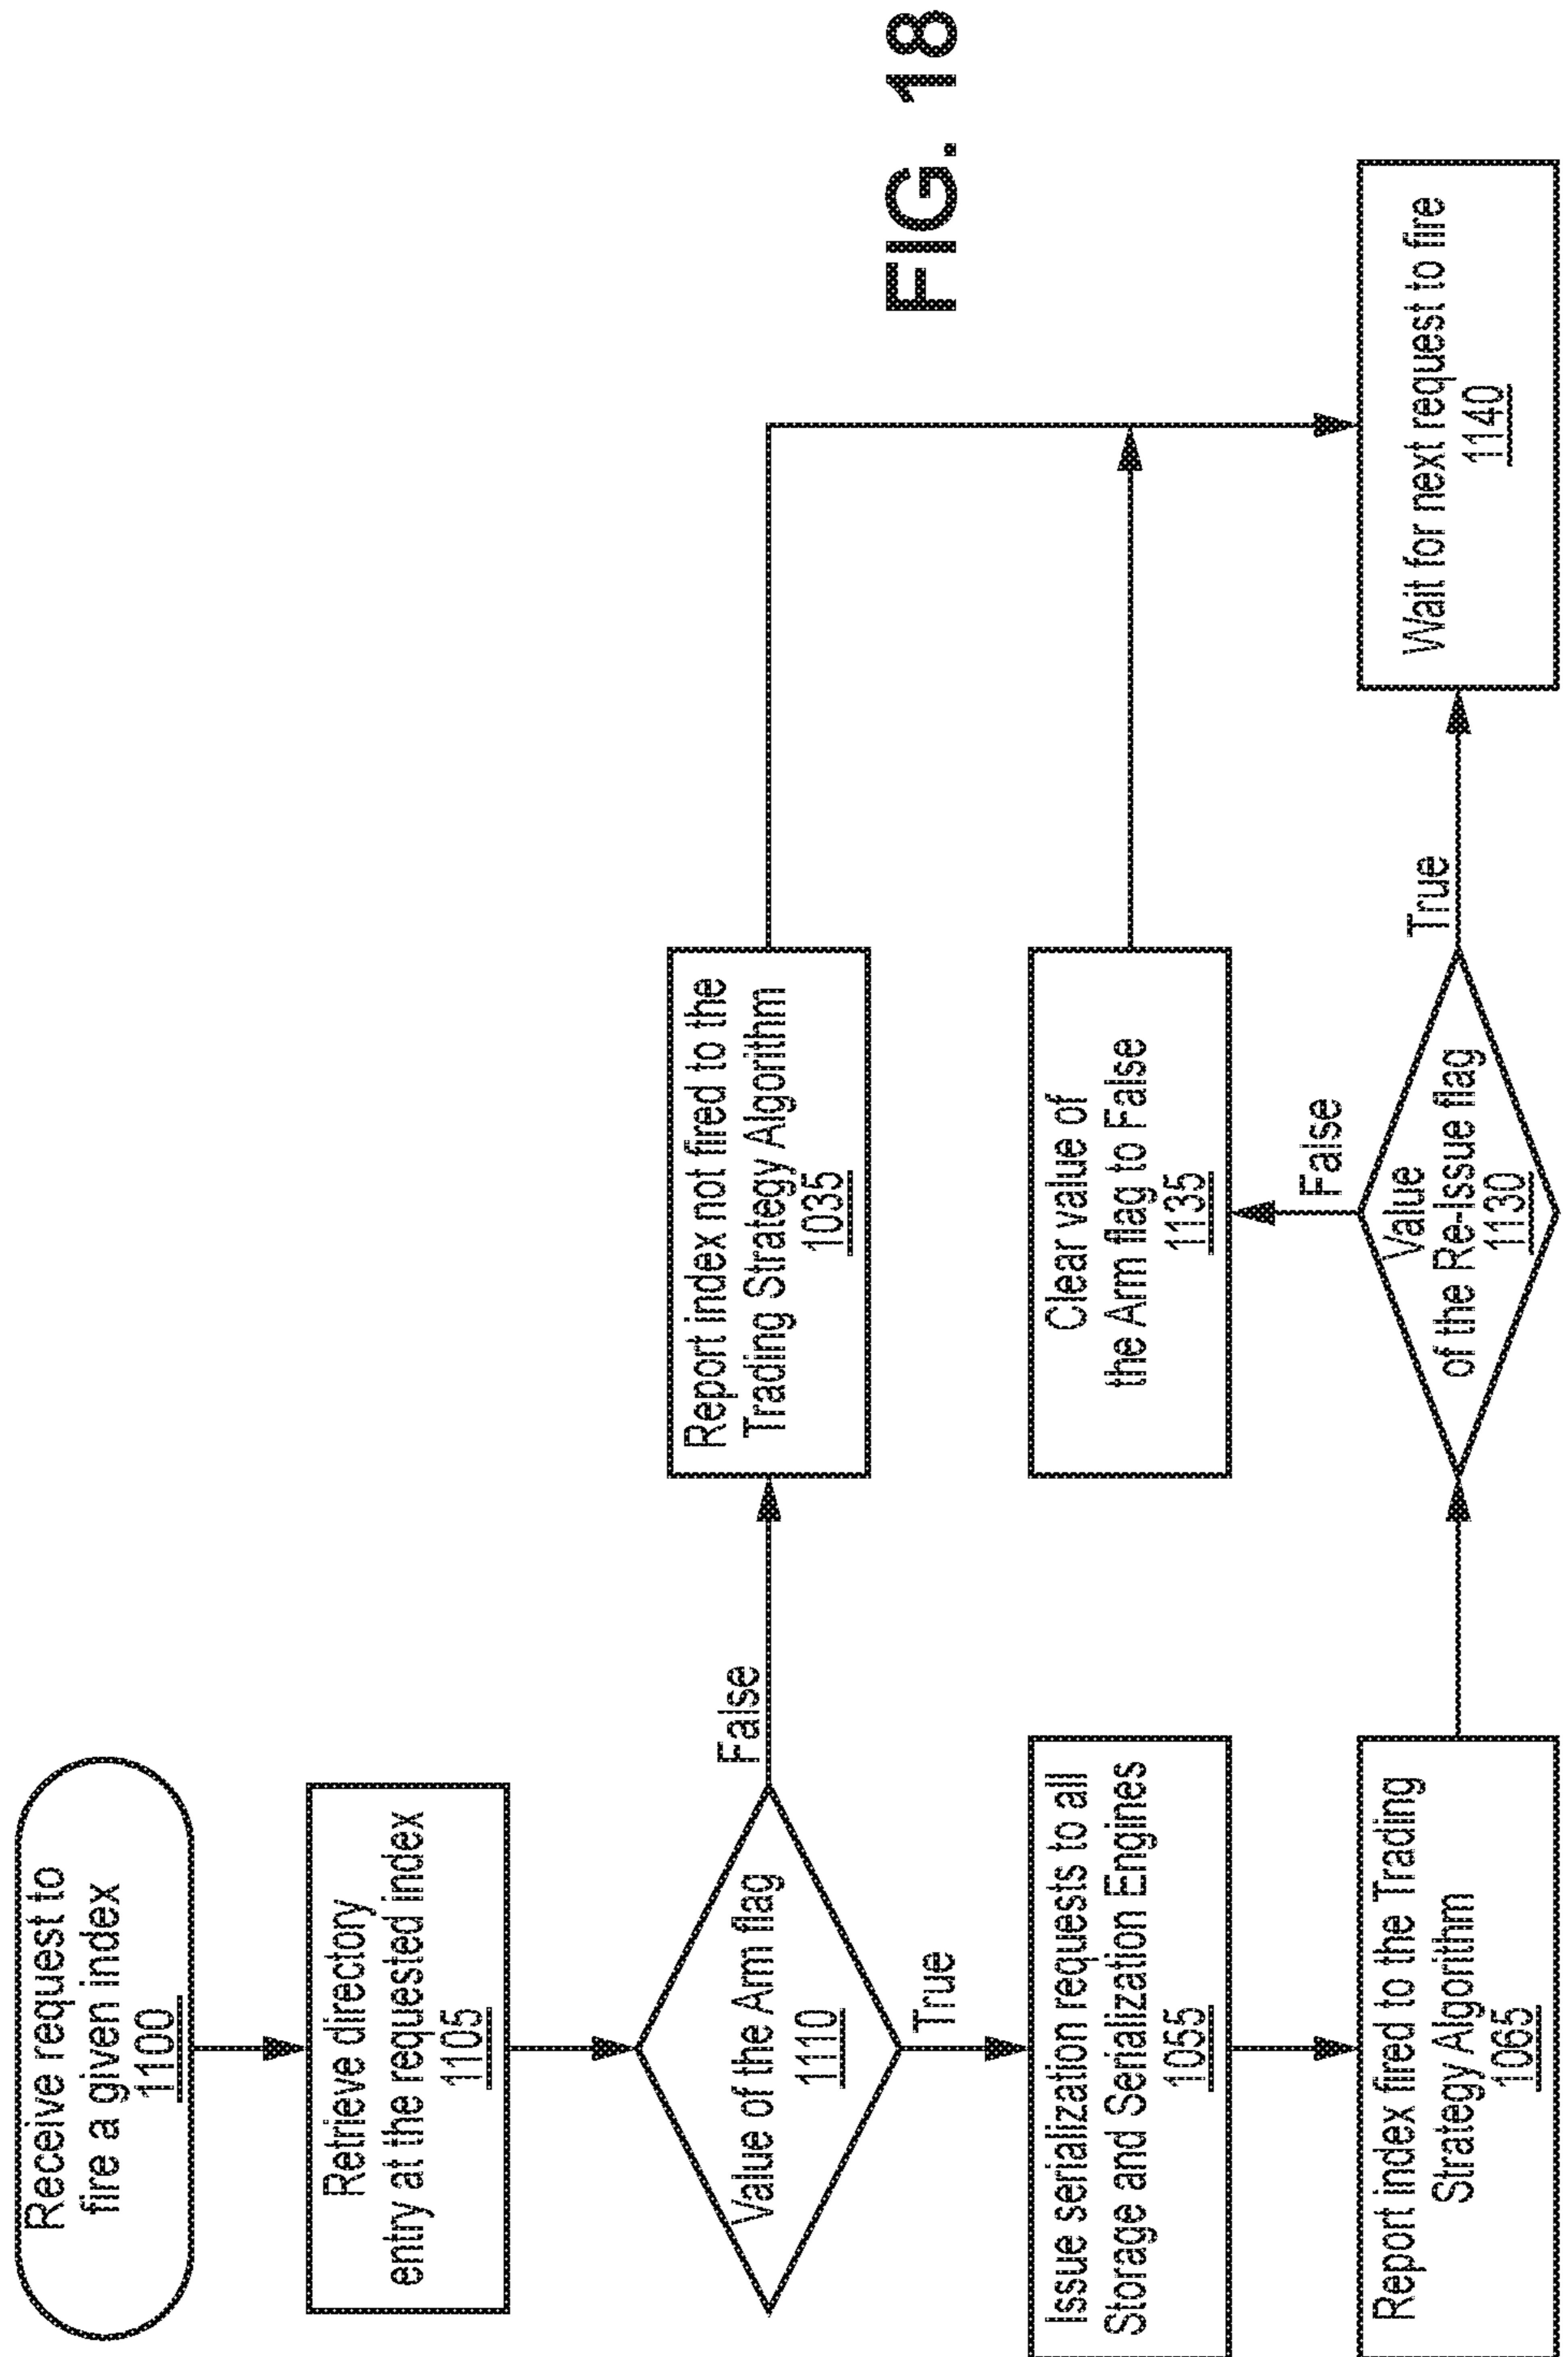 Receive request to
fire a given index
1100
Retrieve directory
entry at the requested index
1105
Value of the Arm flag
1110
False
True
Report index not fired to the
Trading Strategy Algorithm
1035
Issue serialization requests to all
Storage and Serialization Engines
1055
Report index fired to the Trading
Strategy Algorithm
1065
Value
of the Re-Issue flag
1130
False
True
Clear value of
the Arm flag to False
1135
Wait for next request to fire
1140
FIG. 18